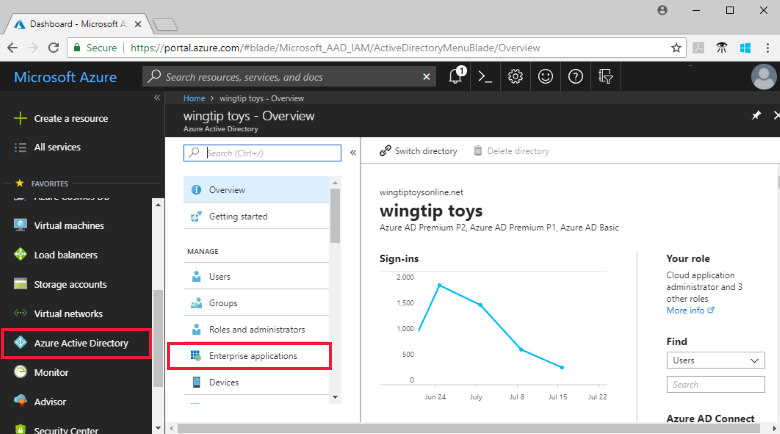 Dashboard - Microsoft A
Secure
https://portal.azure.com/#blade/Microsoft_AAD_IAM/ActiveDirectoryMenuBlade/Overview
Microsoft Azure
Search resources, services, and docs
1
Create a resource
All services
FAVORITES
Azure Cosmos DB
Virtual machines
Load balancers
Storage accounts
Virtual networks
Azure Active Directory
Monitor
Advisor
Security Center
Home > wingtip toys - Overview
wingtip toys - Overview
Azure Active Directory
Search (Ctrl+/)
Overview
Getting started
MANAGE
Users
Groups
Roles and administrators
Enterprise applications
Devices
Switch directory
Delete directory
wingtiptoysonline.net
wingtip toys
Azure AD Premium P2, Azure AD Premium P1, Azure AD Basic
Sign-ins
2,000
1,500
1,000
500
0
Jun 24
July
Jul 8
Jul 15
Jul 22
Your role
Cloud application
administrator and 3
other roles
More info
Find
Users
Search
Azure AD Connect